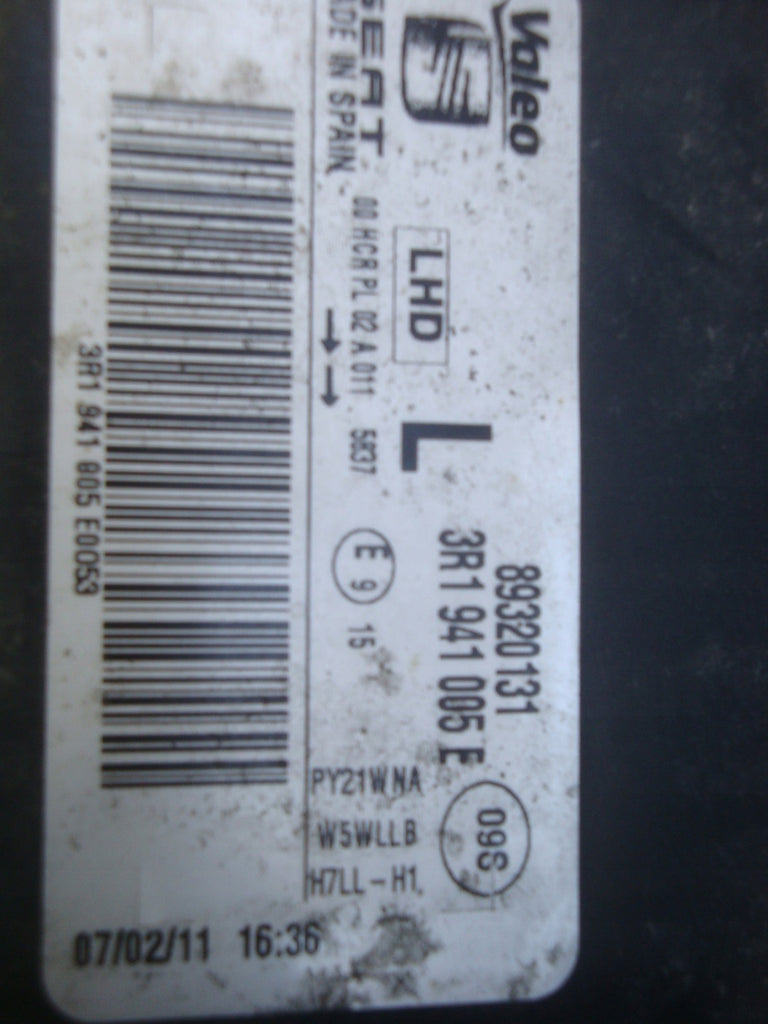 Valeo
SEAT
MADE IN SPAIN
LHD
L
89320131
3R1 941 005 E
00 HCR PL 02 A 011 5837
E 9 15
09S
PY21W NA
W5WLLB
H7LL-H1
3R1 941 005 E0053
07/02/11 16:36